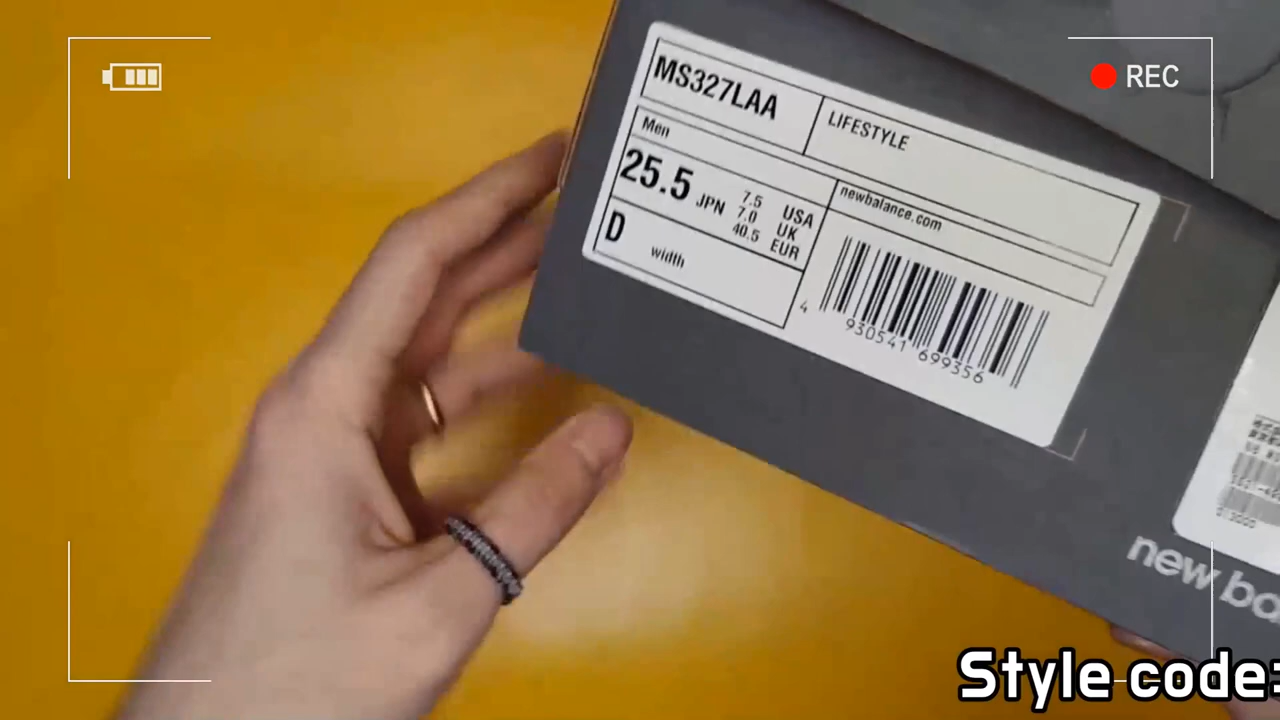 REC
MS327LAA
LIFESTYLE
Men
25.5 JPN
7.5 USA
7.0 UK
40.5 EUR
D width
newbalance.com
4 930541 699356
new ba
Style code: